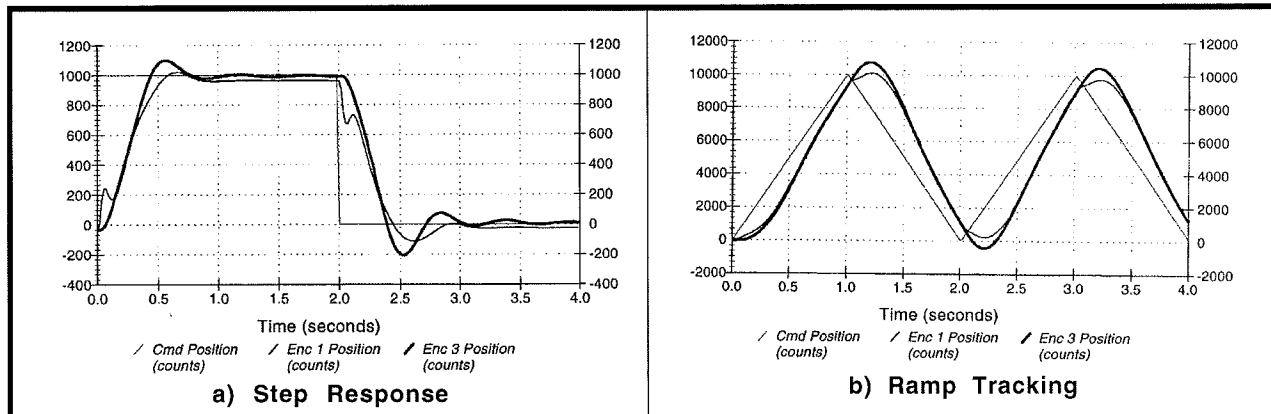 1200
1000
800
600
400
200
0
-200
-400
1200
1000
800
600
400
200
0
-200
-400
0.0 0.5 1.0 1.5 2.0 2.5 3.0 3.5 4.0
Time (seconds)
Cmd Position (counts)
Enc 1 Position (counts)
Enc 3 Position (counts)
a) Step Response
12000
10000
8000
6000
4000
2000
0
-2000
12000
10000
8000
6000
4000
2000
0
-2000
0.0 0.5 1.0 1.5 2.0 2.5 3.0 3.5 4.0
Time (seconds)
Cmd Position (counts)
Enc 1 Position (counts)
Enc 3 Position (counts)
b) Ramp Tracking